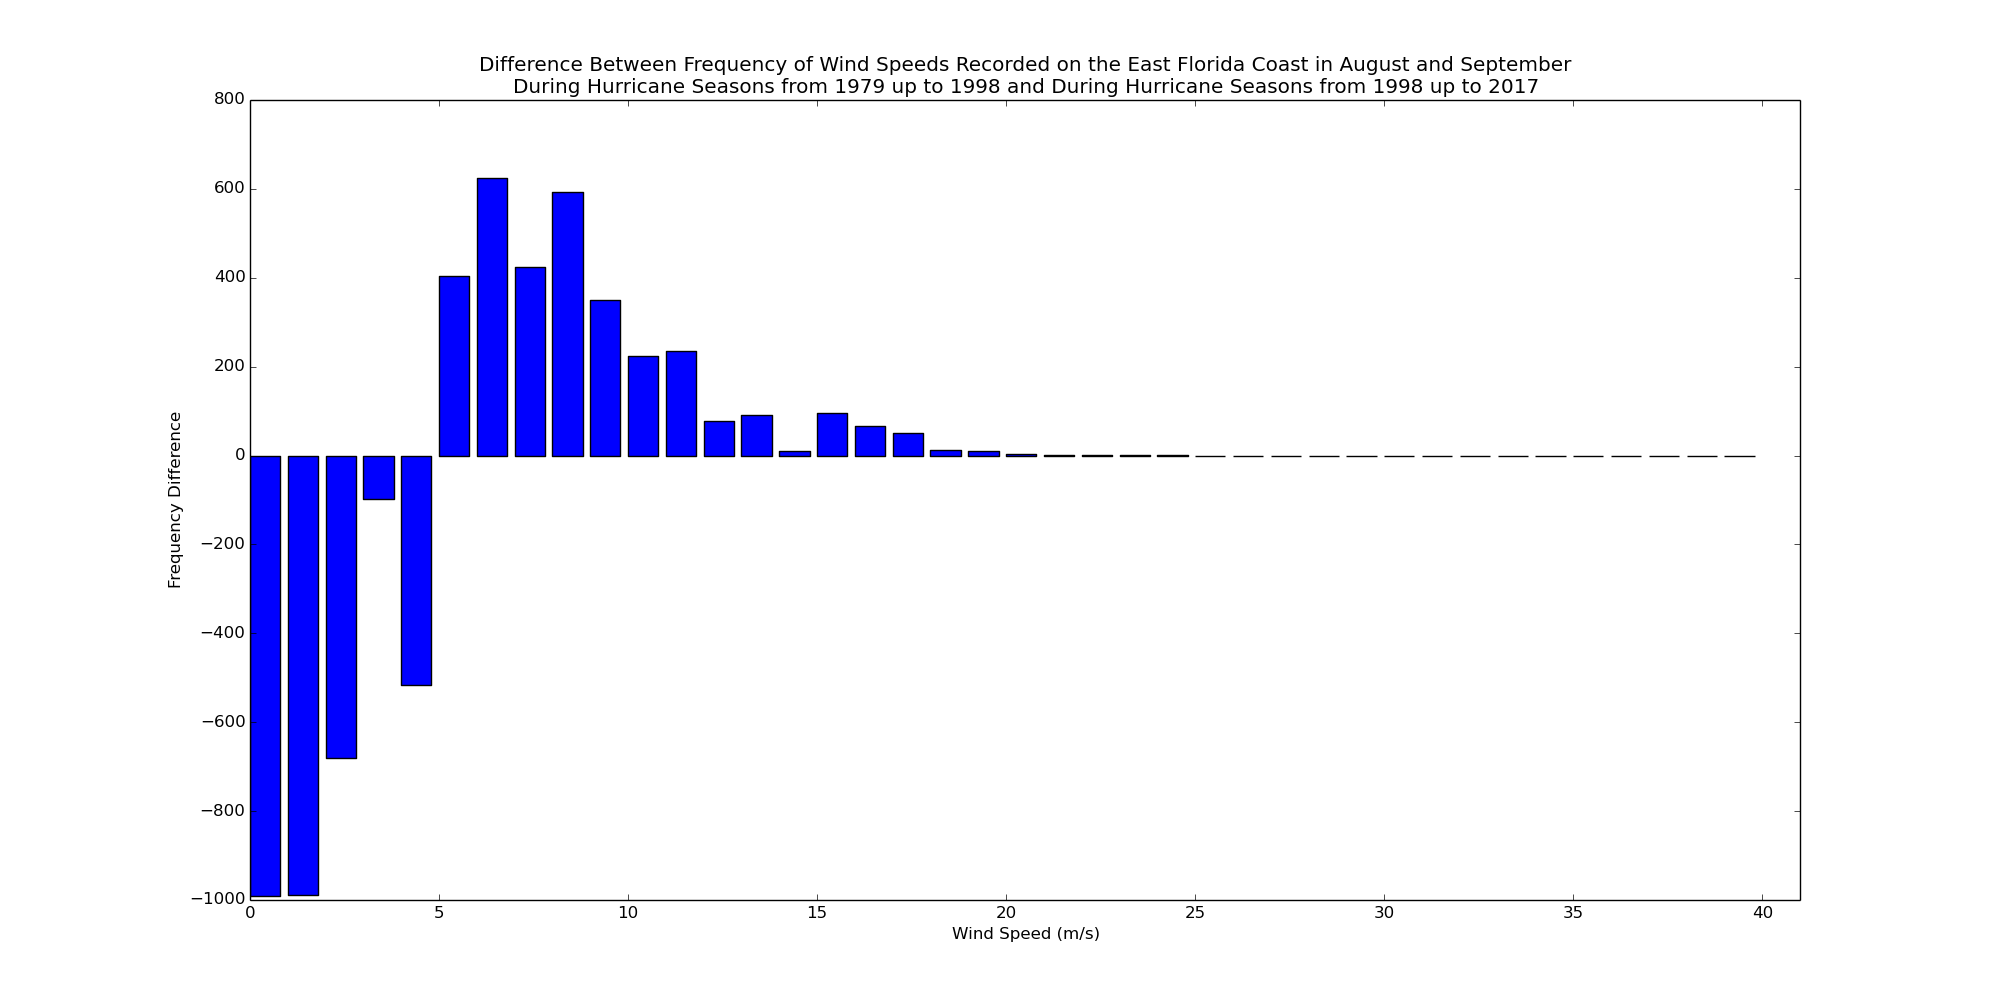 Difference Between Frequency of Wind Speeds Recorded on the East Florida Coast in August and September
During Hurricane Seasons from 1979 up to 1998 and During Hurricane Seasons from 1998 up to 2017
800
600
400
200
0
−200
−400
−600
−800
−1000
Frequency Difference
0 5 10 15 20 25 30 35 40
Wind Speed (m/s)